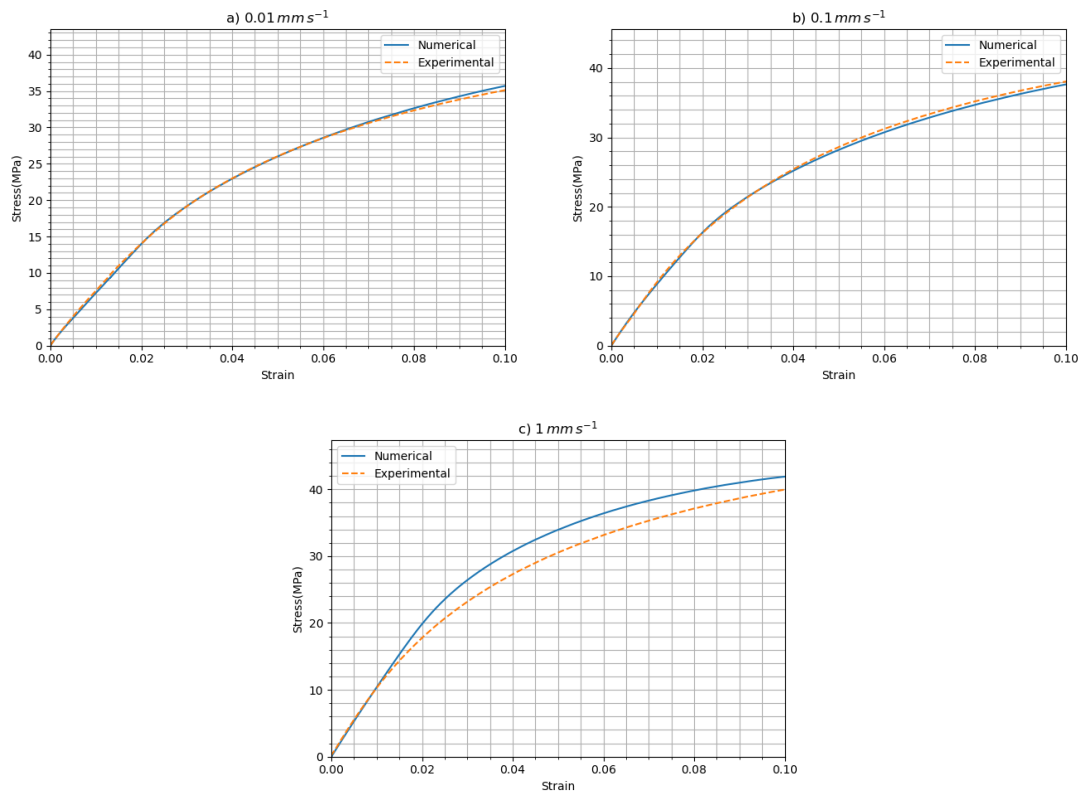 a) 0.01 mm s⁻¹
Numerical
Experimental
Stress(MPa)
40
35
30
25
20
15
10
5
0
0.00 0.02 0.04 0.06 0.08 0.10
Strain
b) 0.1 mm s⁻¹
Numerical
Experimental
Stress(MPa)
40
30
20
10
0
0.00 0.02 0.04 0.06 0.08 0.10
Strain
c) 1 mm s⁻¹
Numerical
Experimental
Stress(MPa)
40
30
20
10
0
0.00 0.02 0.04 0.06 0.08 0.10
Strain